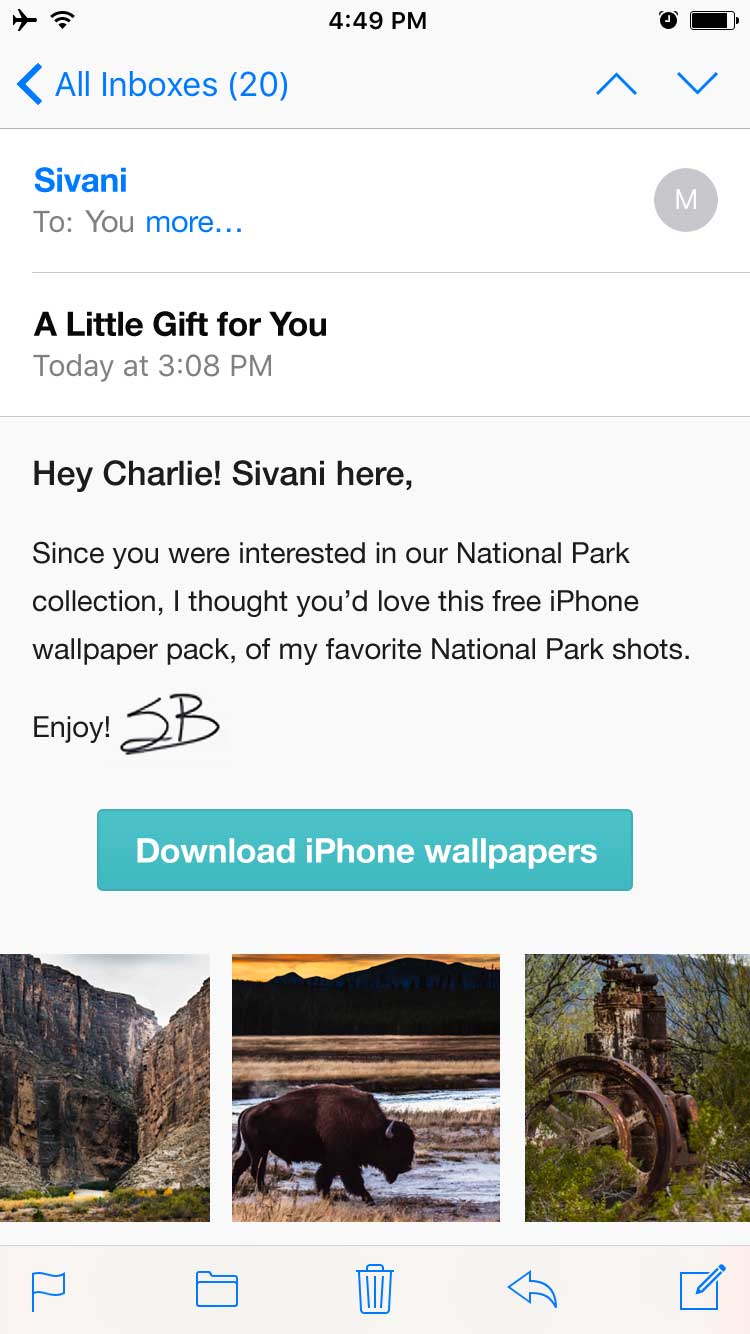 4:49 PM
All Inboxes (20)
Sivani
M
To: You more...
A Little Gift for You
Today at 3:08 PM
Hey Charlie! Sivani here,
Since you were interested in our National Park
collection, I thought you’d love this free iPhone
wallpaper pack, of my favorite National Park shots.
Enjoy! SB
Download iPhone wallpapers